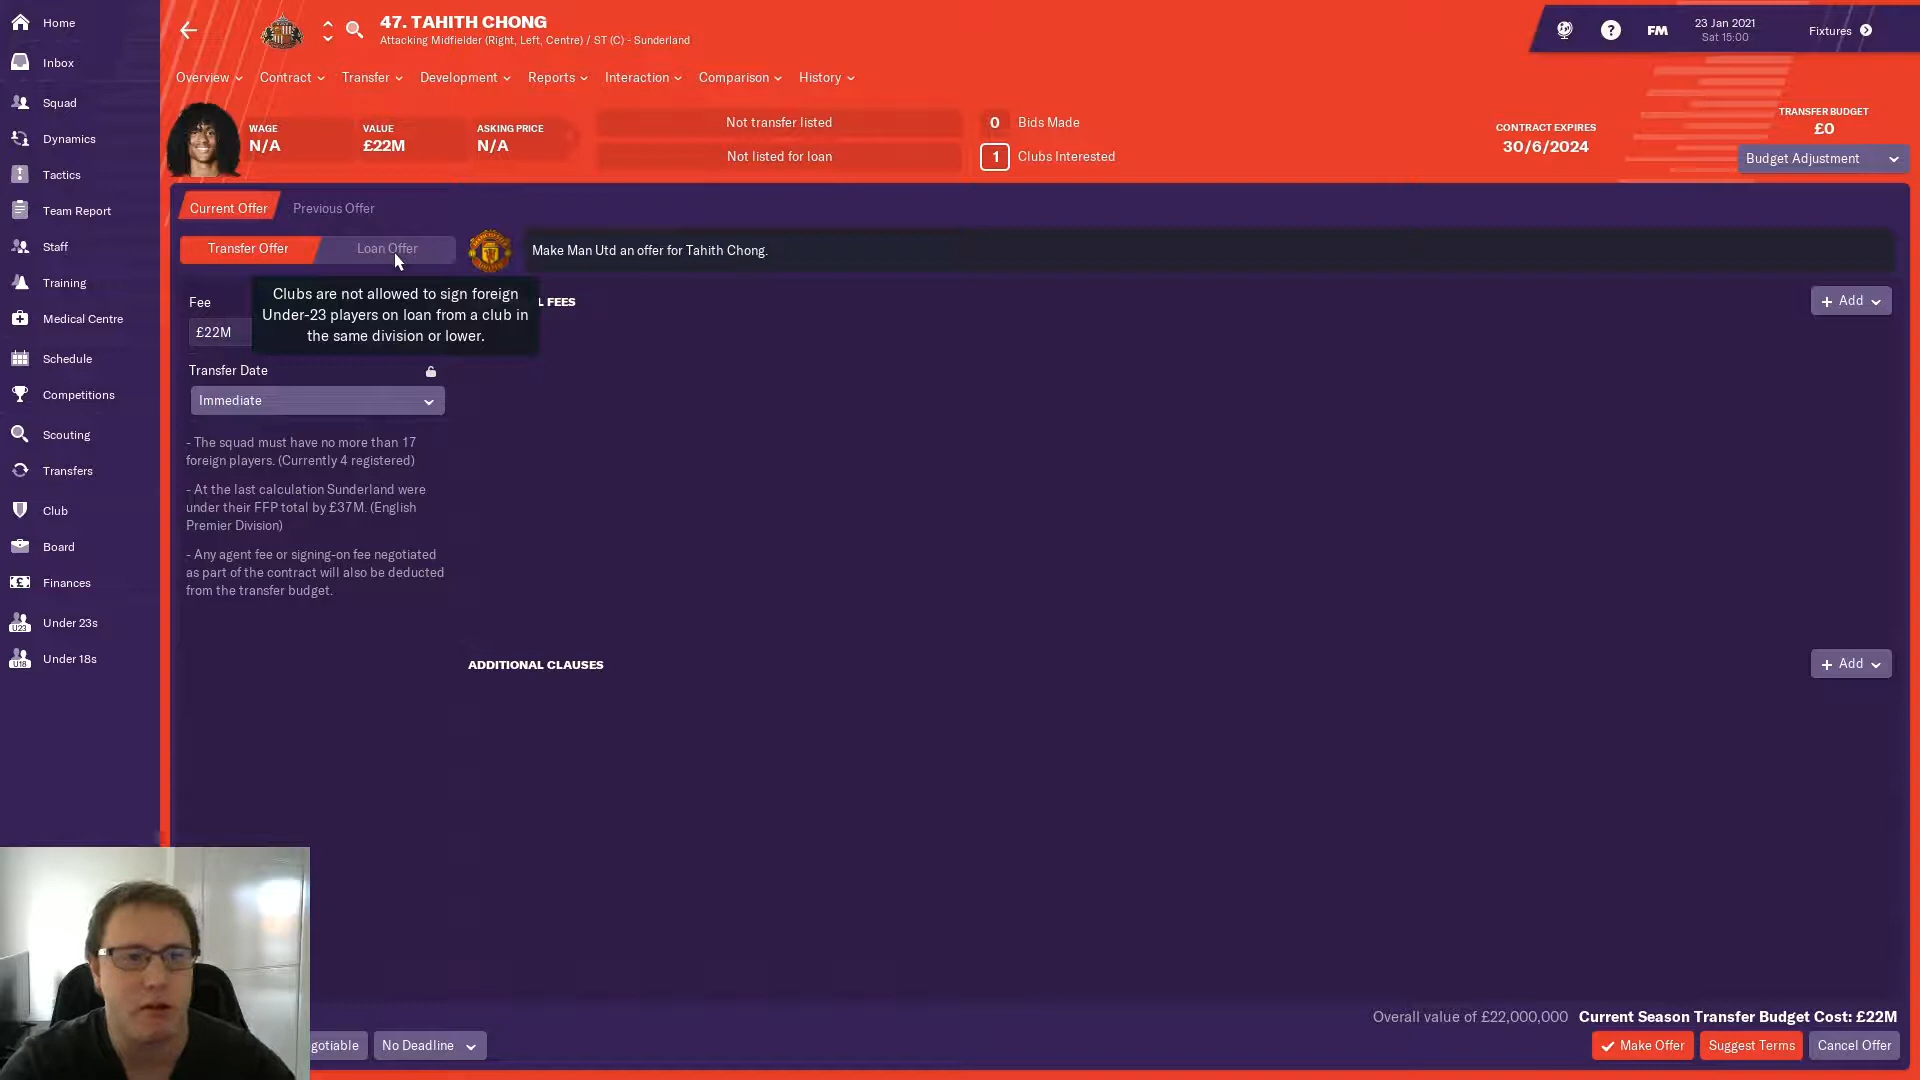 Home
Inbox
Squad
Dynamics
Tactics
Team Report
Staff
Training
Medical Centre
Schedule
Competitions
Scouting
Transfers
Club
Board
Finances
U23 Under 23s
U18 Under 18s
47. TAHITH CHONG
Attacking Midfielder (Right, Left, Centre) / ST (C) - Sunderland
? FM
23 Jan 2021
Sat 15:00
Fixtures
Overview Contract Transfer Development Reports Interaction Comparison History
WAGE
N/A
VALUE
£22M
ASKING PRICE
N/A
Not transfer listed
Not listed for loan
0 Bids Made
1 Clubs Interested
CONTRACT EXPIRES
30/6/2024
TRANSFER BUDGET
£0
Budget Adjustment
Current Offer Previous Offer
Transfer Offer Loan Offer
Make Man Utd an offer for Tahith Chong.
Clubs are not allowed to sign foreign
Under-23 players on loan from a club in
the same division or lower.
Fee
£22M
L FEES
+ Add
Transfer Date
Immediate
- The squad must have no more than 17
foreign players. (Currently 4 registered)
- At the last calculation Sunderland were
under their FFP total by £37M. (English
Premier Division)
- Any agent fee or signing-on fee negotiated
as part of the contract will also be deducted
from the transfer budget.
ADDITIONAL CLAUSES
+ Add
Overall value of £22,000,000 Current Season Transfer Budget Cost: £22M
gotiable No Deadline
Make Offer Suggest Terms Cancel Offer